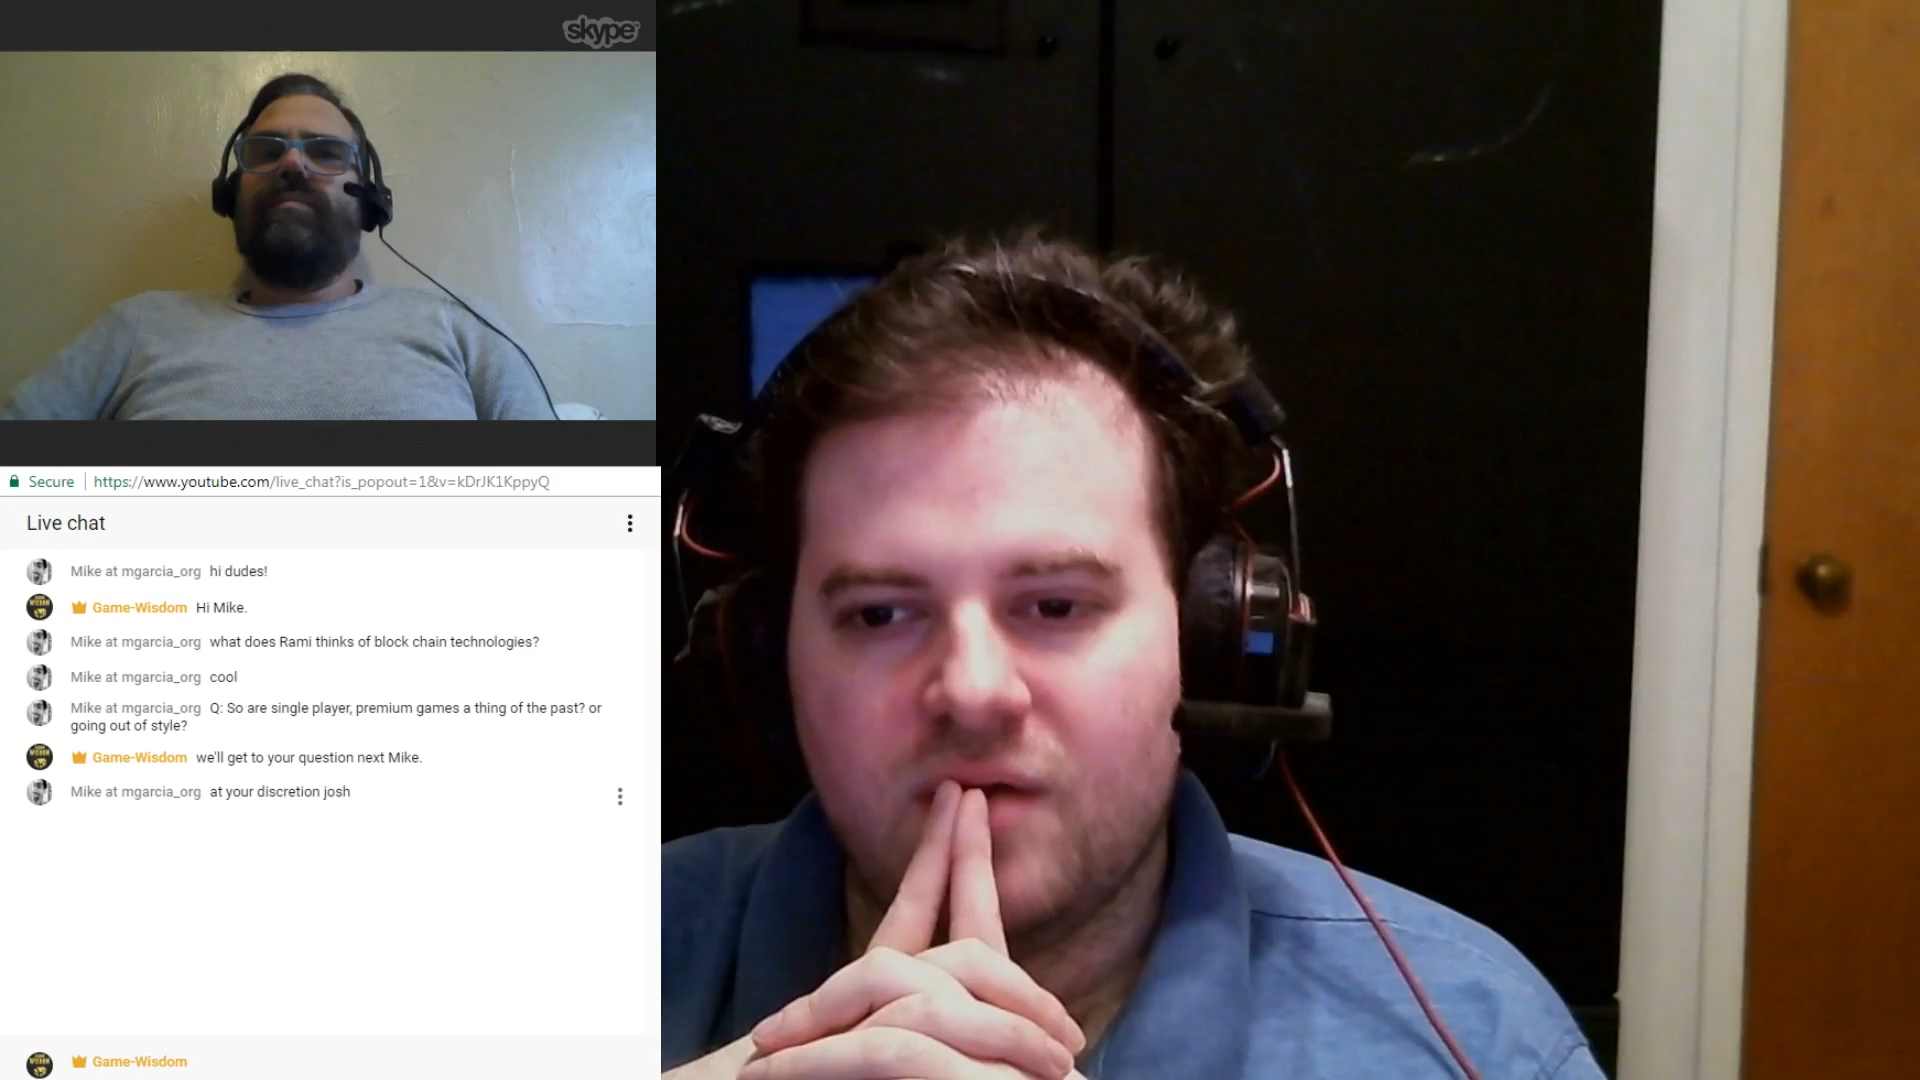 skype
Secure
https://www.youtube.com/live_chat?is_popout=1&v=kDrJK1KppyQ
Live chat
Mike at mgarcia_org hi dudes!
Game-Wisdom Hi Mike.
Mike at mgarcia_org what does Rami thinks of block chain technologies?
Mike at mgarcia_org cool
Mike at mgarcia_org Q: So are single player, premium games a thing of the past? or
going out of style?
Game-Wisdom we'll get to your question next Mike.
Mike at mgarcia_org at your discretion josh
Game-Wisdom